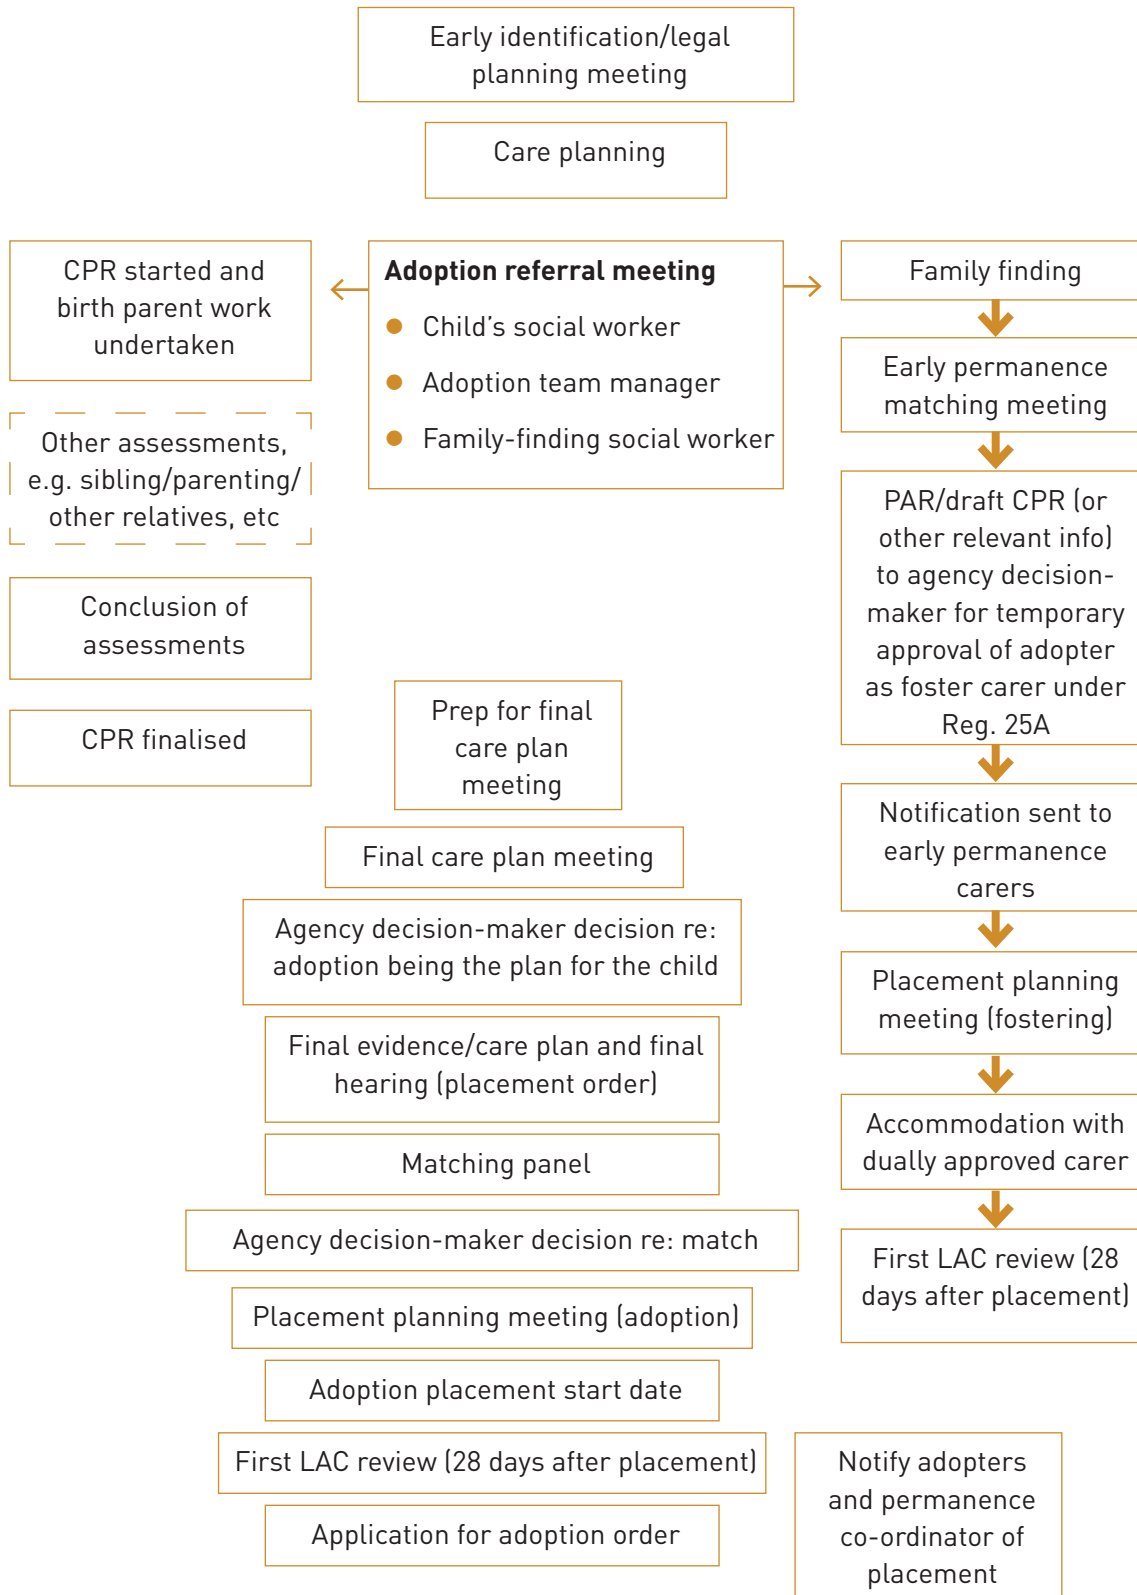 Early identification/legal
planning meeting
Care planning
CPR started and
birth parent work
undertaken
Adoption referral meeting
● Child’s social worker
● Adoption team manager
● Family-finding social worker
Family finding
Early permanence
matching meeting
Other assessments,
e.g. sibling/parenting/
other relatives, etc
PAR/draft CPR (or
other relevant info)
to agency decision-
maker for temporary
approval of adopter
as foster carer under
Reg. 25A
Conclusion of
assessments
CPR finalised
Prep for final
care plan
meeting
Notification sent to
early permanence
carers
Final care plan meeting
Agency decision-maker decision re:
adoption being the plan for the child
Placement planning
meeting (fostering)
Final evidence/care plan and final
hearing (placement order)
Accommodation with
dually approved carer
Matching panel
Agency decision-maker decision re: match
First LAC review (28
days after placement)
Placement planning meeting (adoption)
Adoption placement start date
First LAC review (28 days after placement)
Application for adoption order
Notify adopters
and permanence
co-ordinator of
placement